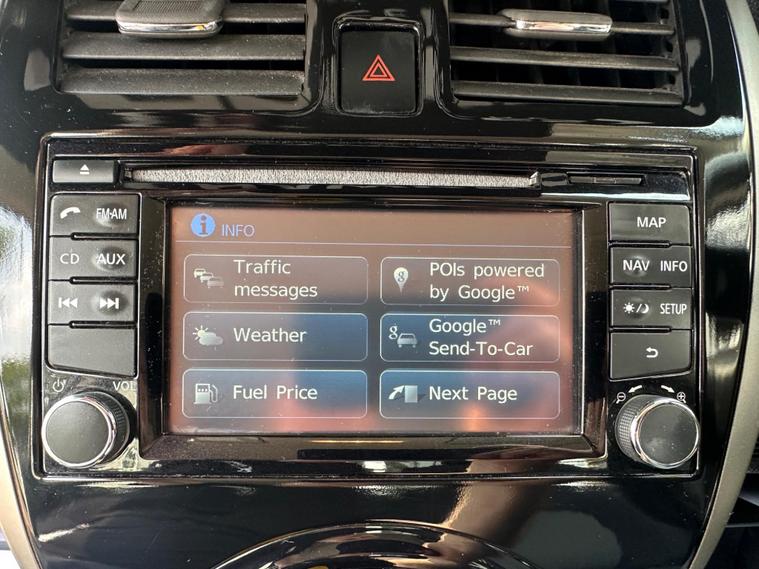 INFO
Traffic
messages
POIs powered
by Google™
Weather
Google™
Send-To-Car
Fuel Price
Next Page
FM·AM
CD
AUX
VOL
MAP
NAV
INFO
SETUP